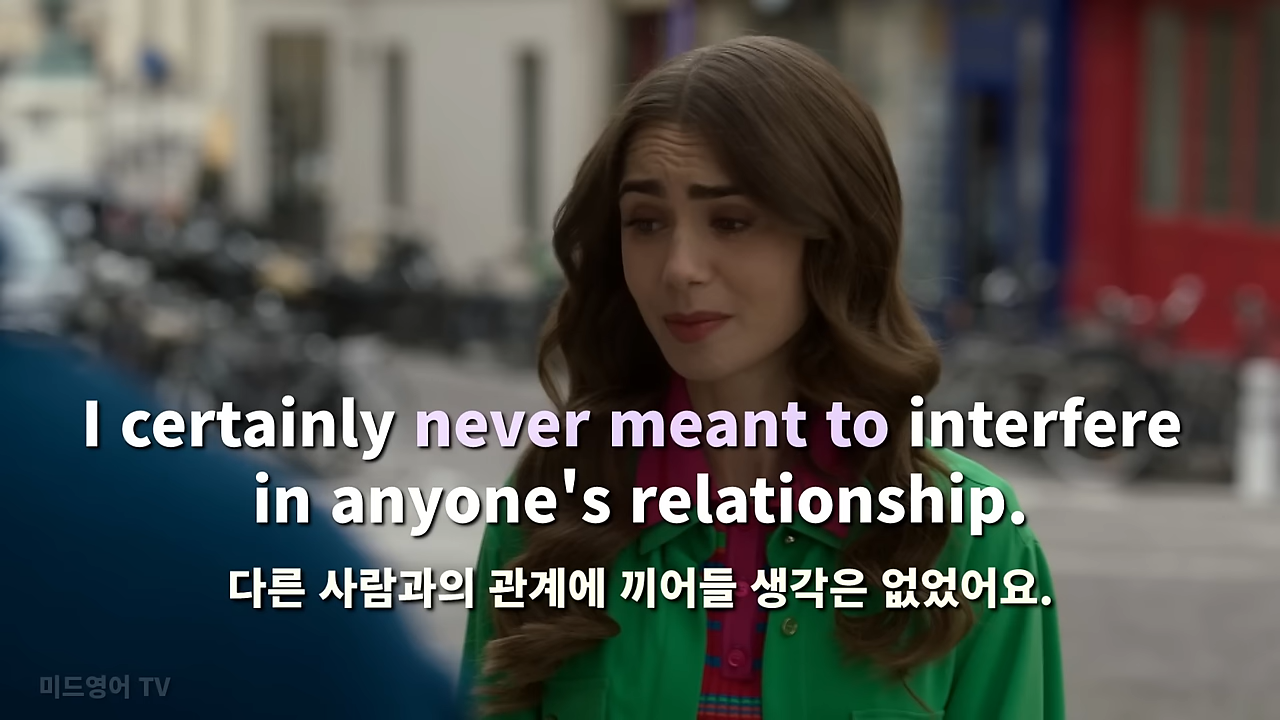 I certainly never meant to interfere
in anyone's relationship.
다른 사람과의 관계에 끼어들 생각은 없었어요.
미드영어 TV